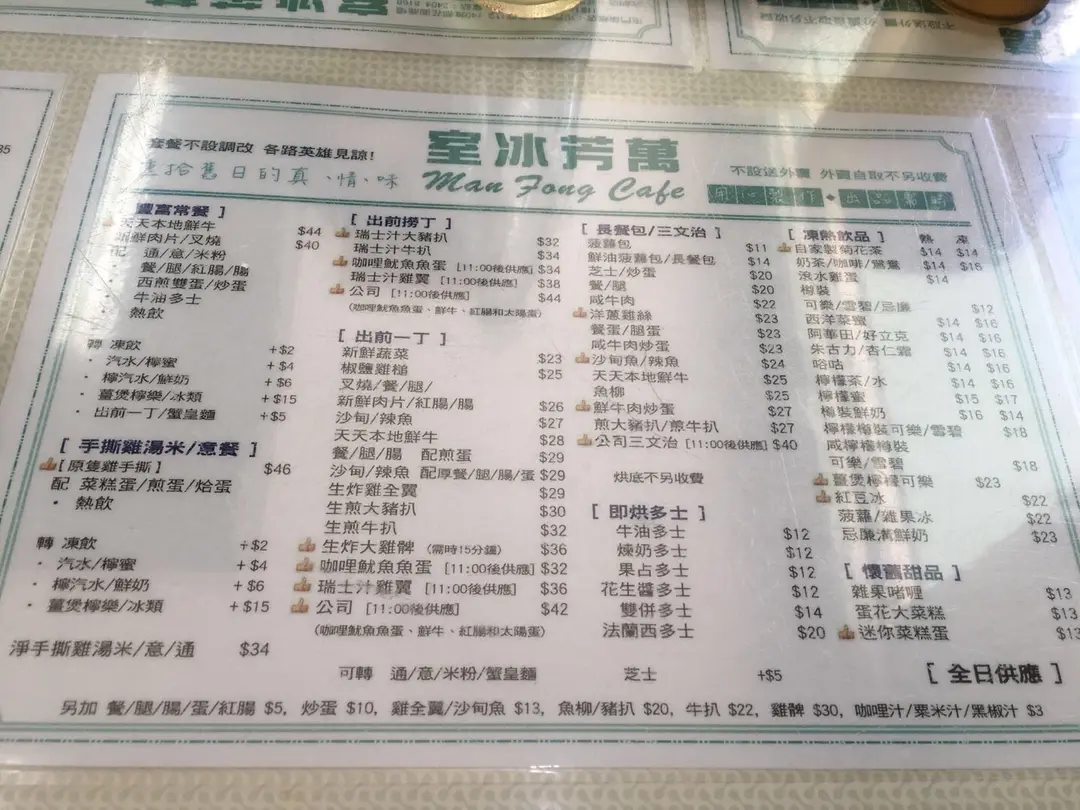 套餐不設調改 各路英雄見諒!
拾舊日的真、情、味
室冰芳萬
Man Fong Cafe
不設送外賣 外賣自取不另收費
用心製作◆出品需時
[ 豐富常餐 ]
天天本地鮮牛 $44
新鮮肉片/叉燒 $40
配 通/意/米粉
· 餐/腿/紅腸/腸
· 西煎雙蛋/炒蛋
· 牛油多士
· 熱飲
轉 凍飲 +$2
· 汽水/檸蜜 +$4
· 檸汽水/鮮奶 +$6
· 薑煲檸樂/冰類 +$15
· 出前一丁/蟹皇麵 +$5
[ 手撕雞湯米/意餐 ]
[原隻雞手撕] $46
配 菜糕蛋/煎蛋/烚蛋
· 熱飲
轉 凍飲 +$2
· 汽水/檸蜜 +$4
· 檸汽水/鮮奶 +$6
· 薑煲檸樂/冰類 +$15
淨手撕雞湯米/意/通 $34
[ 出前撈丁 ]
瑞士汁大豬扒 $32
瑞士汁牛扒 $34
咖喱魷魚魚蛋 [11:00後供應] $34
瑞士汁雞翼 [11:00後供應] $38
公司 [11:00後供應] $44
(咖喱魷魚魚蛋、鮮牛、紅腸和太陽蛋)
[ 出前一丁 ]
新鮮蔬菜 $23
椒鹽雞槌 $25
叉燒/餐/腿/
新鮮肉片/紅腸/腸 $26
沙甸/辣魚 $27
天天本地鮮牛 $28
餐/腿/腸 配煎蛋 $29
沙甸/辣魚 配厚餐/腿/腸/蛋 $29
生炸雞全翼 $29
生煎大豬扒 $30
生煎牛扒 $32
生炸大雞髀 (需時15分鐘) $36
咖喱魷魚魚蛋 [11:00後供應] $32
瑞士汁雞翼 [11:00後供應] $36
公司 [11:00後供應] $42
(咖喱魷魚魚蛋、鮮牛、紅腸和太陽蛋)
可轉 通/意/米粉/蟹皇麵
[ 長餐包/三文治 ]
菠蘿包 $11
鮮油菠蘿包/長餐包 $14
芝士/炒蛋 $20
餐/腿 $20
咸牛肉 $22
洋蔥雞絲 $23
餐蛋/腿蛋 $23
咸牛肉炒蛋 $23
沙甸魚/辣魚 $24
天天本地鮮牛 $25
魚柳 $25
鮮牛肉炒蛋 $27
煎大豬扒/煎牛扒 $27
公司三文治 [11:00後供應] $40
烘底不另收費
[ 即烘多士 ]
牛油多士 $12
煉奶多士 $12
果占多士 $12
花生醬多士 $12
雙併多士 $14
法蘭西多士 $20
芝士 +$5
[ 凍熱飲品 ] 熱 凍
自家製菊花茶 $14 $14
奶茶/咖啡/鴛鴦 $14 $16
滾水雞蛋 $14
樽裝
可樂/雪碧/忌廉 $12
西洋菜蜜 $14 $16
阿華田/好立克 $14 $16
朱古力/杏仁霜 $14 $16
唂咕 $14 $16
檸檬茶/水 $14 $16
檸檬蜜 $15 $17
樽裝鮮奶 $16 $14
檸檬樽裝可樂/雪碧 $18
咸檸檬樽裝
可樂/雪碧 $18
薑煲檸檬可樂 $23
紅豆冰 $22
菠蘿/雜果冰 $22
忌廉溝鮮奶 $23
[ 懷舊甜品 ]
雜果啫喱 $13
蛋花大菜糕 $13
迷你菜糕蛋
[ 全日供應 ]
另加 餐/腿/腸/蛋/紅腸 $5, 炒蛋 $10, 雞全翼/沙甸魚 $13, 魚柳/豬扒 $20, 牛扒 $22, 雞髀 $30, 咖喱汁/粟米汁/黑椒汁 $3